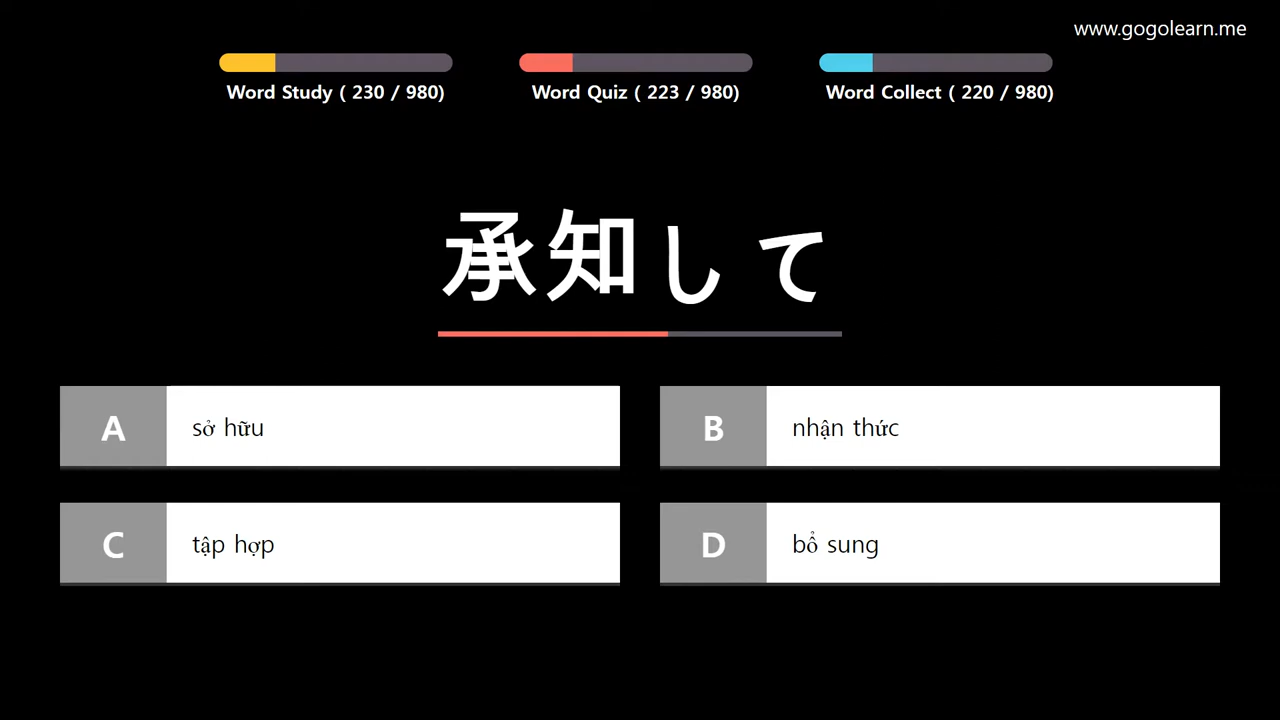 www.gogolearn.me
Word Study ( 230 / 980)
Word Quiz ( 223 / 980)
Word Collect ( 220 / 980)
承知して
A
sở hữu
B
nhận thức
C
tập hợp
D
bổ sung